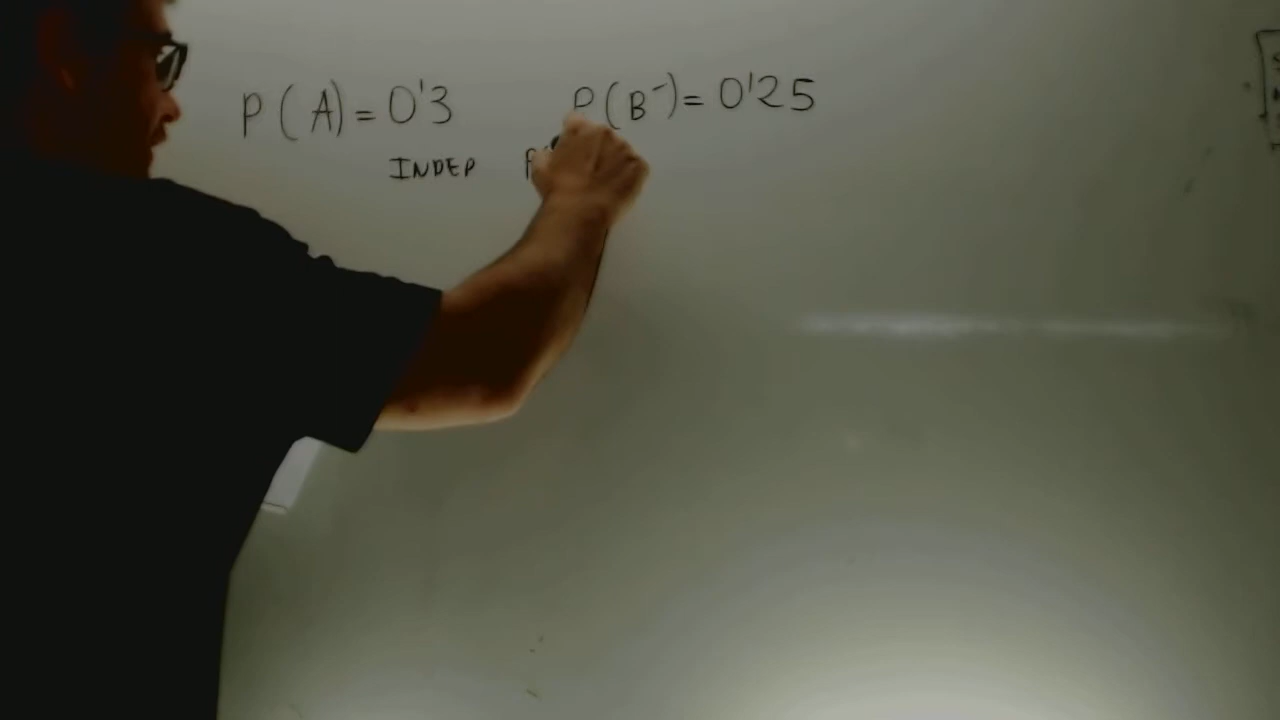 P(A) = 0'3 P(B⁻) = 0'25
INDEP P